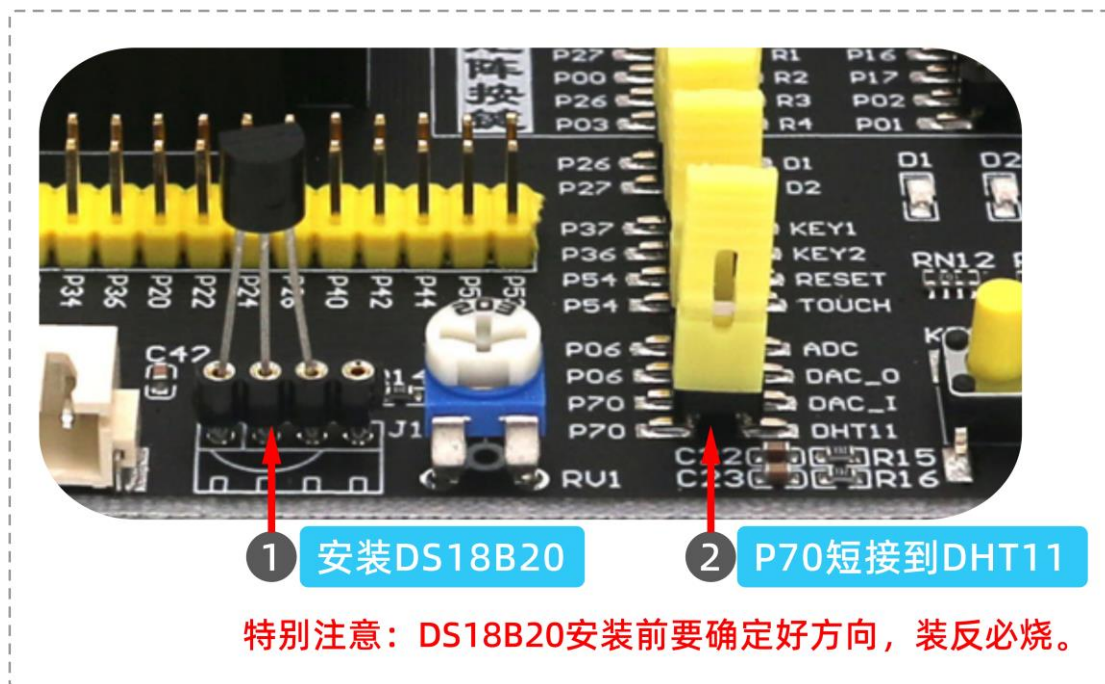 阵
按
键
P27 R1 P16
P00 R2 P17
P26 R3 P02
P03 R4 P01
P26 D1 D1 D2
P27 D2
P37 KEY1
P36 KEY2 RN12
P54 RESET
P54 TOUCH
P34 P36 P20 P22 P24 P26 P40 P42 P44
C47
P06 ADC
P06 DAC_O
P70 DAC_I
P70 DHT11
J1
RV1
C22 R15
C23 R16
1 安装DS18B20
2 P70短接到DHT11
特别注意:DS18B20安装前要确定好方向,装反必烧。